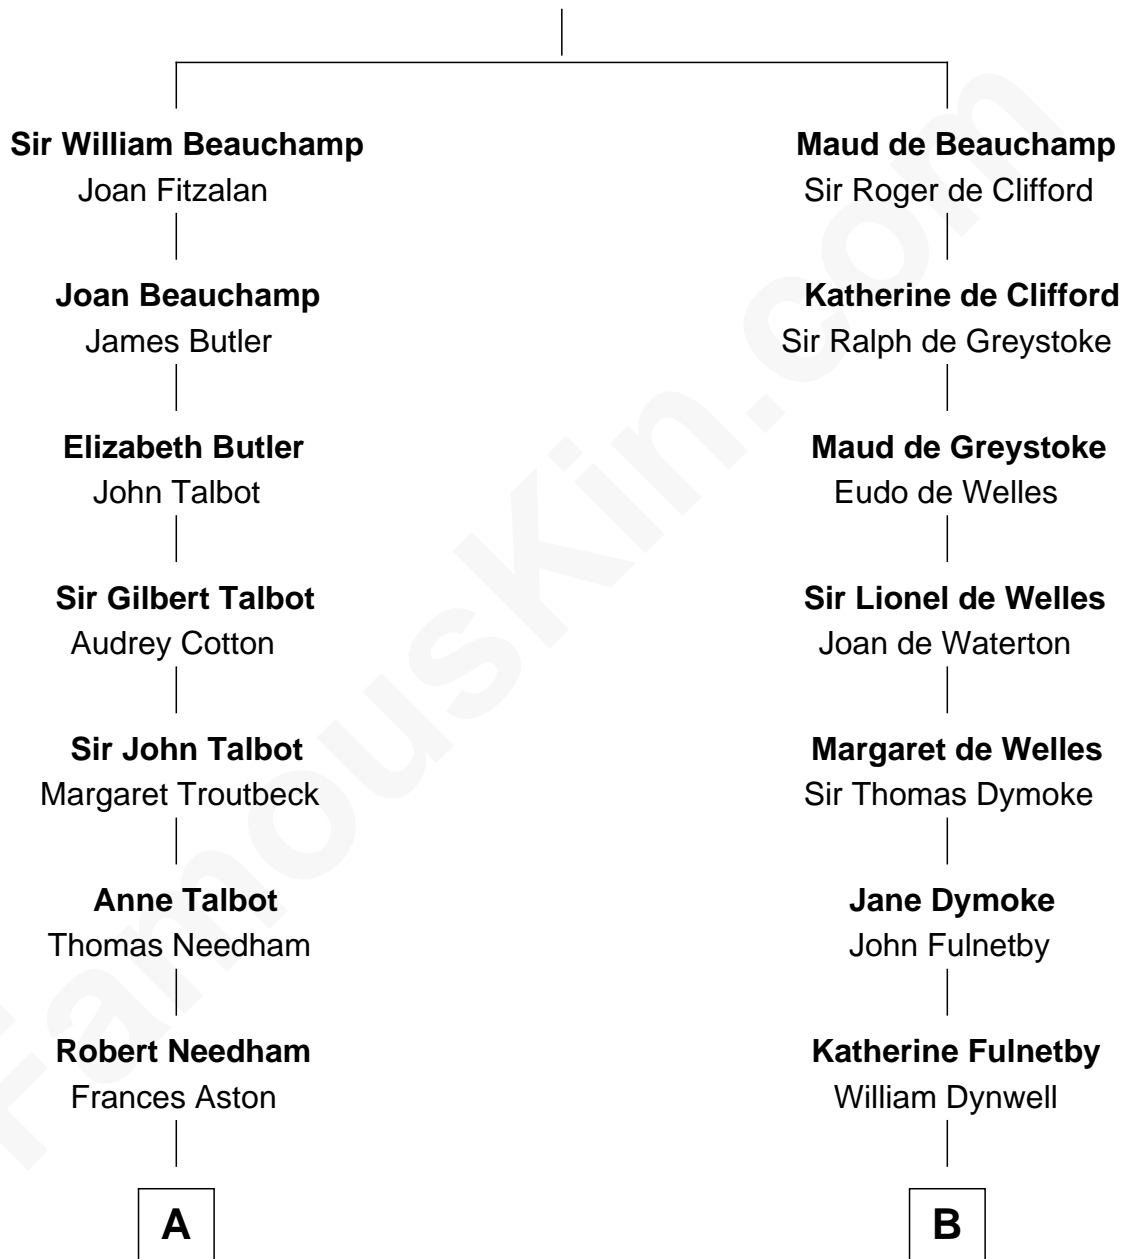 Sir William Beauchamp
Joan Fitzalan
Maud de Beauchamp
Sir Roger de Clifford
Joan Beauchamp
James Butler
Katherine de Clifford
Sir Ralph de Greystoke
Elizabeth Butler
John Talbot
Maud de Greystoke
Eudo de Welles
Sir Gilbert Talbot
Audrey Cotton
Sir Lionel de Welles
Joan de Waterton
Sir John Talbot
Margaret Troutbeck
Margaret de Welles
Sir Thomas Dymoke
Anne Talbot
Thomas Needham
Jane Dymoke
John Fulnetby
Robert Needham
Frances Aston
Katherine Fulnetby
William Dynwell
A
B
FamousKin.com